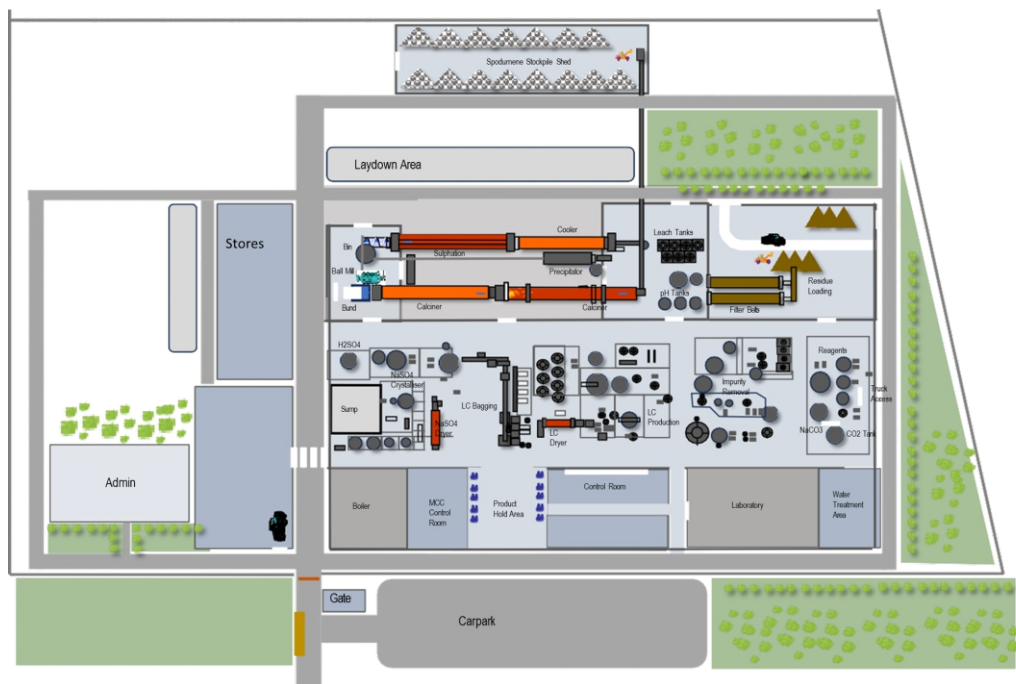 Spodumene Stockpile Shed
Laydown Area
Stores
Leach Tanks
Cooler
Bin
Sulphation
Ball Mill
Precipitator
Residue
Loading
pH Tanks
Bund
Calciner
Calciner
Filter Belts
H2SO4
NaSO4
Crystaliser
Reagents
Impurity
Ramoval
Truck
Access
Sump
LC Bagging
NaSO4
Dryer
LC
Production
LC
Dryer
NaCO3
CO2 Tank
Admin
Boiler
MCC
Control
Room
Product
Hold Area
Control Room
Laboratory
Water
Treatment
Area
Gate
Carpark